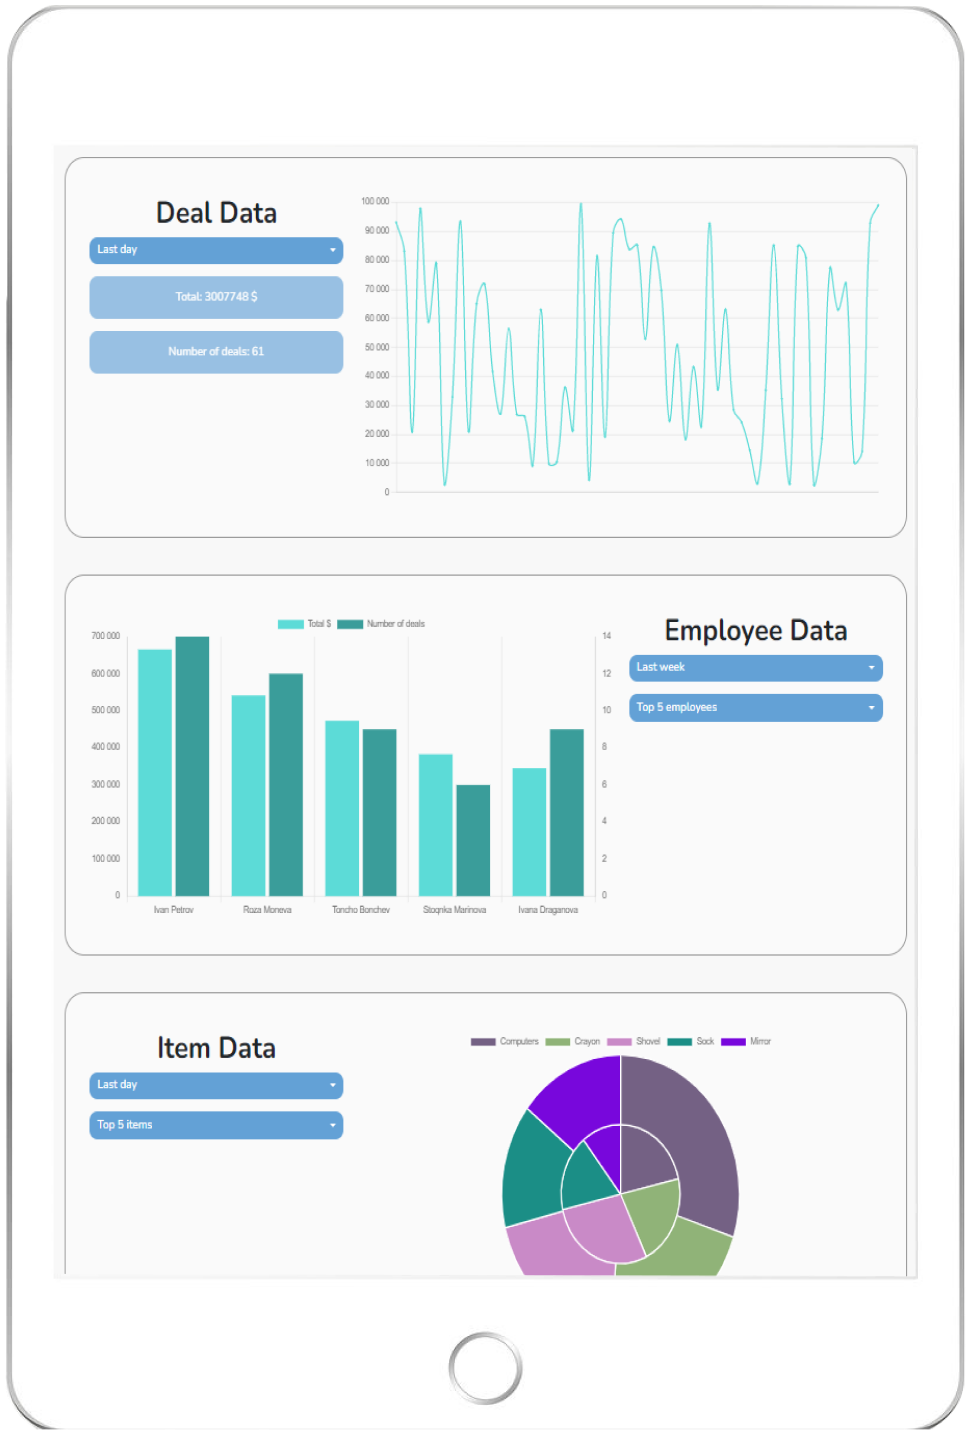 Deal Data
Last day
Total: 3007748 $
Number of deals: 61
100 000
90 000
80 000
70 000
60 000
50 000
40 000
30 000
20 000
10 000
0
Total $ Number of deals
700 000
600 000
500 000
400 000
300 000
200 000
100 000
0
14
12
10
8
6
4
2
0
Ivan Petrov Roza Moneva Toncho Bonchev Stoqnka Marinova Ivana Draganova
Employee Data
Last week
Top 5 employees
Item Data
Last day
Top 5 items
Computers Crayon Shovel Sock Mirror